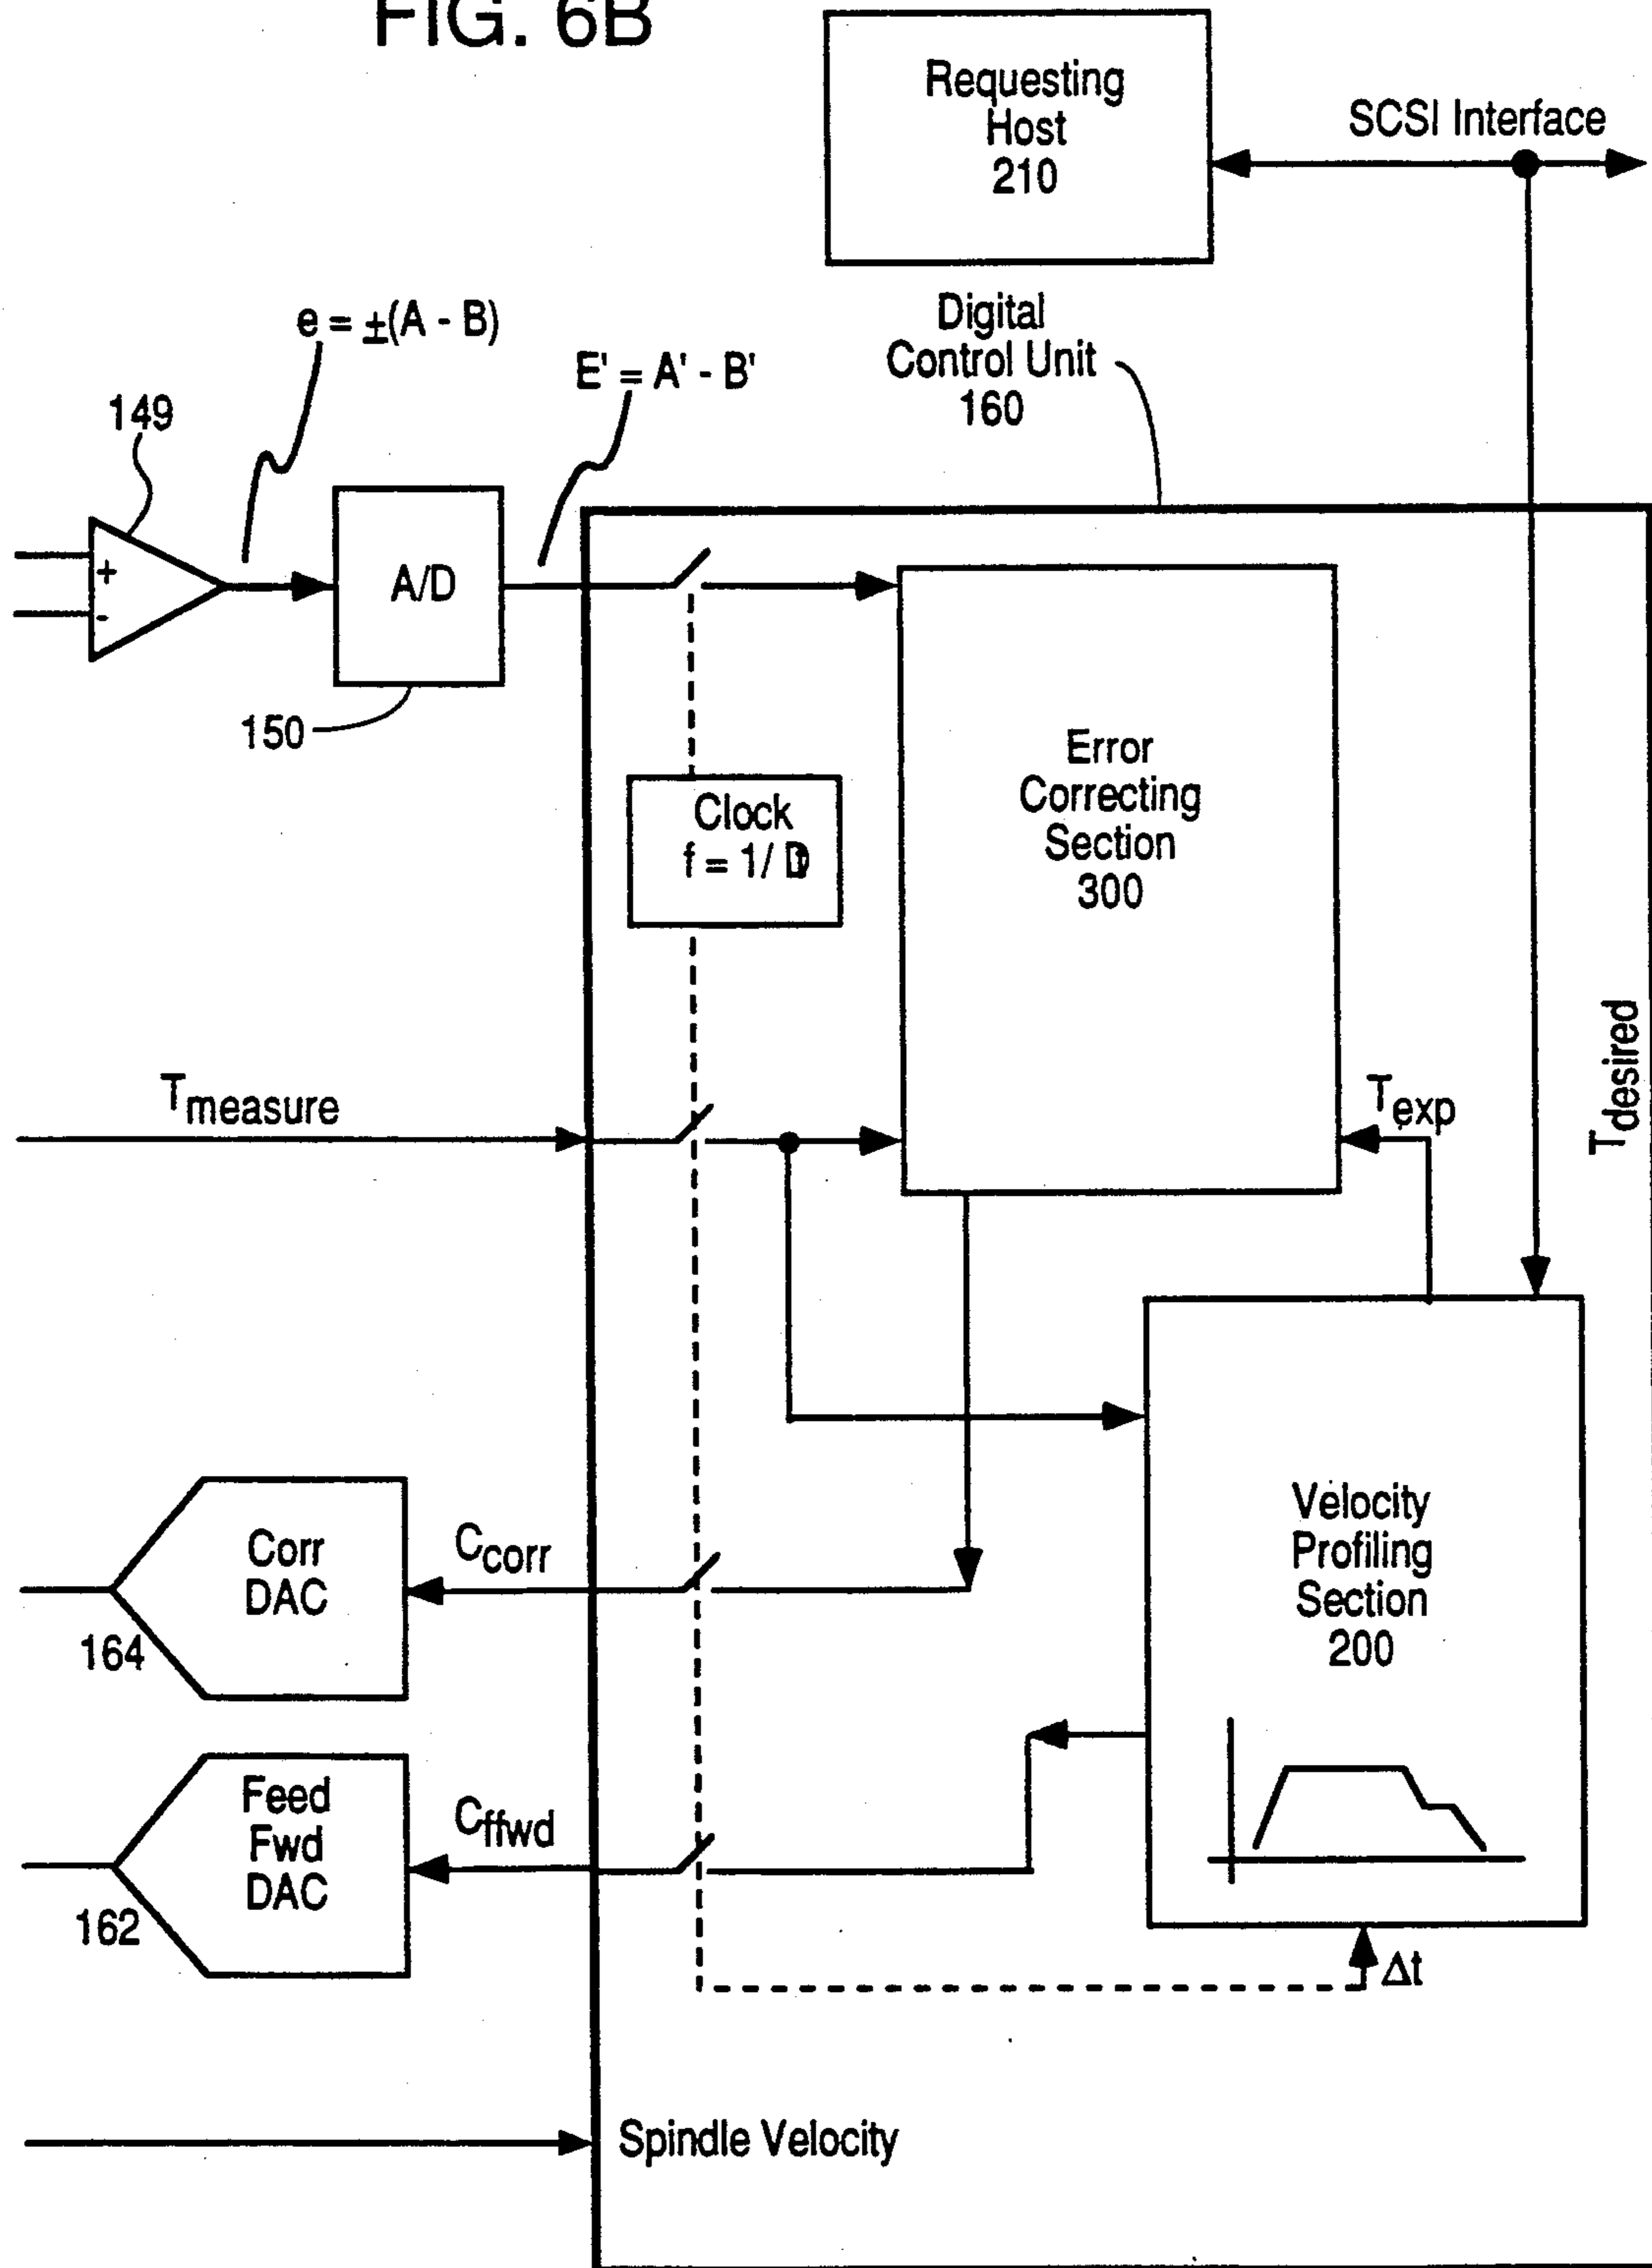 FIG. 6B
Requesting
Host
210
SCSI Interface
Digital
Control Unit
160
e = ±(A - B)
E' = A' - B'
149
+
-
A/D
150
Clock
f = 1/
Error
Correcting
Section
300
Tmeasure
Texp
Tdesired
Corr
DAC
164
Ccorr
Velocity
Profiling
Section
200
Feed
Fwd
DAC
162
Cffwd
Δt
Spindle Velocity